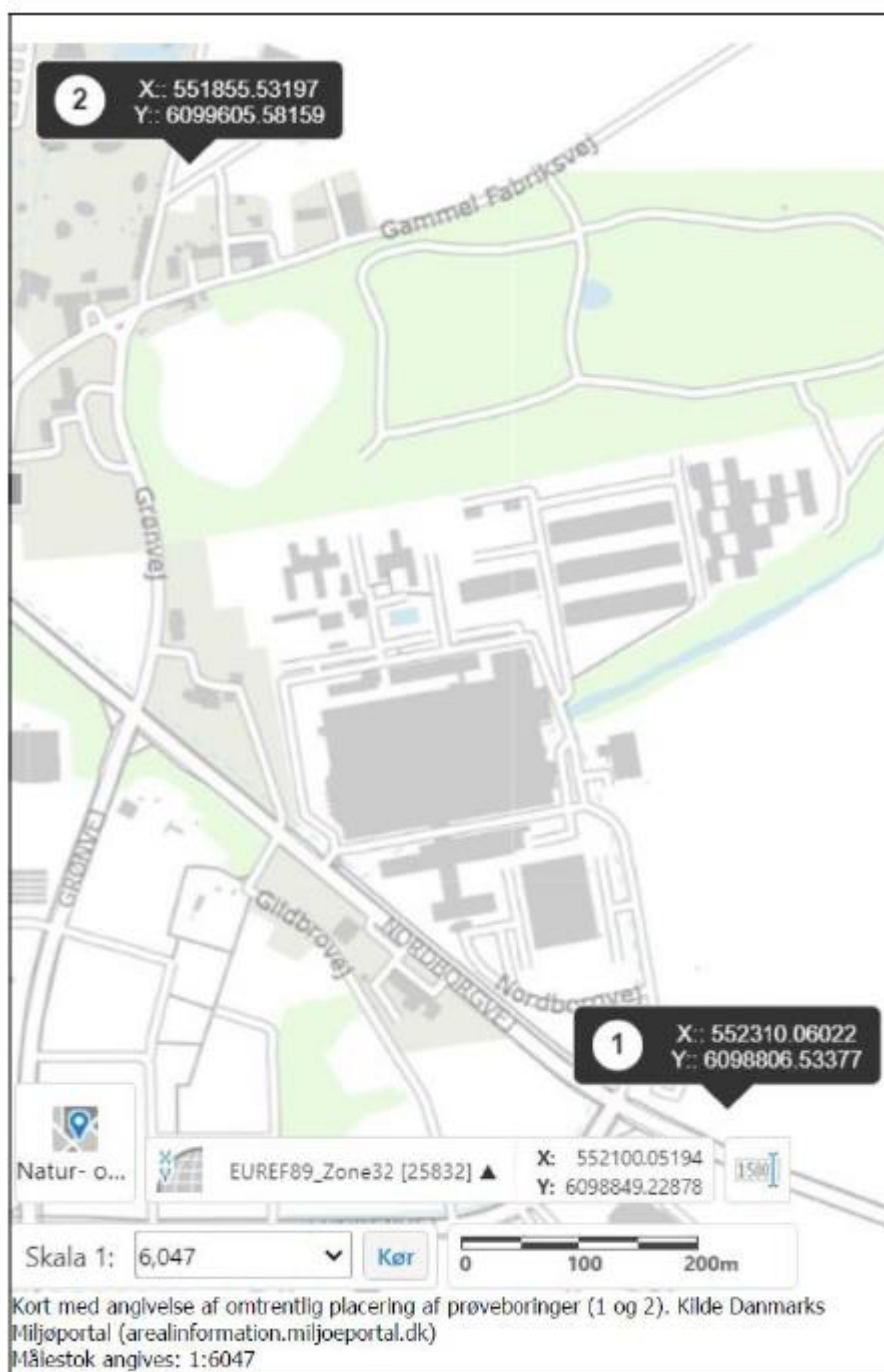 2
X:: 551855.53197
Y:: 6099605.58159
Gammel Fabriksvej
Grønvej
GRØNVEJ
Gildbrovej
NORDBORGVEJ
Nordborgvej
1
X:: 552310.06022
Y:: 6098806.53377
Natur- o...
XY
EUREF89_Zone32 [25832] ▲
X: 552100.05194
Y: 6098849.22878
1500
Skala 1: 6,047 Kør
0 100 200m
Kort med angivelse af omtrentlig placering af prøveboringer (1 og 2). Kilde Danmarks
Miljøportal (arealinformation.miljoeportal.dk)
Målestok angives: 1:6047